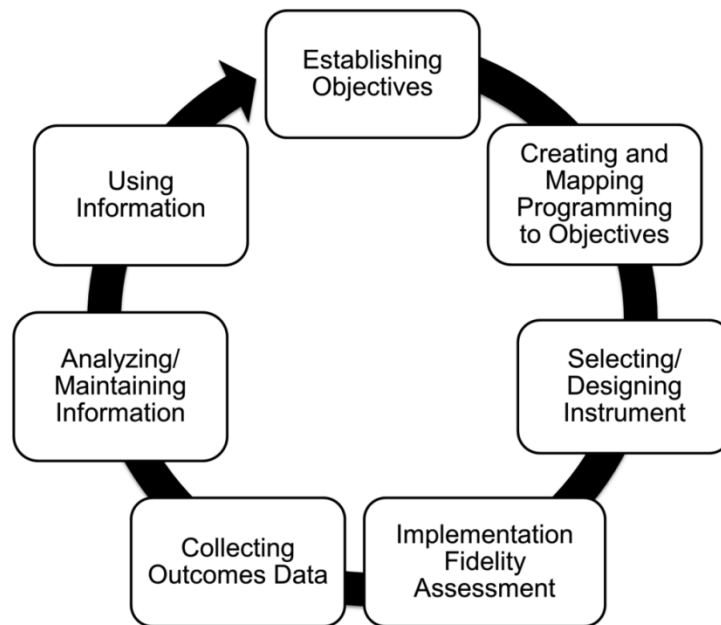 Establishing
Objectives
Creating and
Mapping
Programming
to Objectives
Selecting/
Designing
Instrument
Implementation
Fidelity
Assessment
Collecting
Outcomes Data
Analyzing/
Maintaining
Information
Using
Information